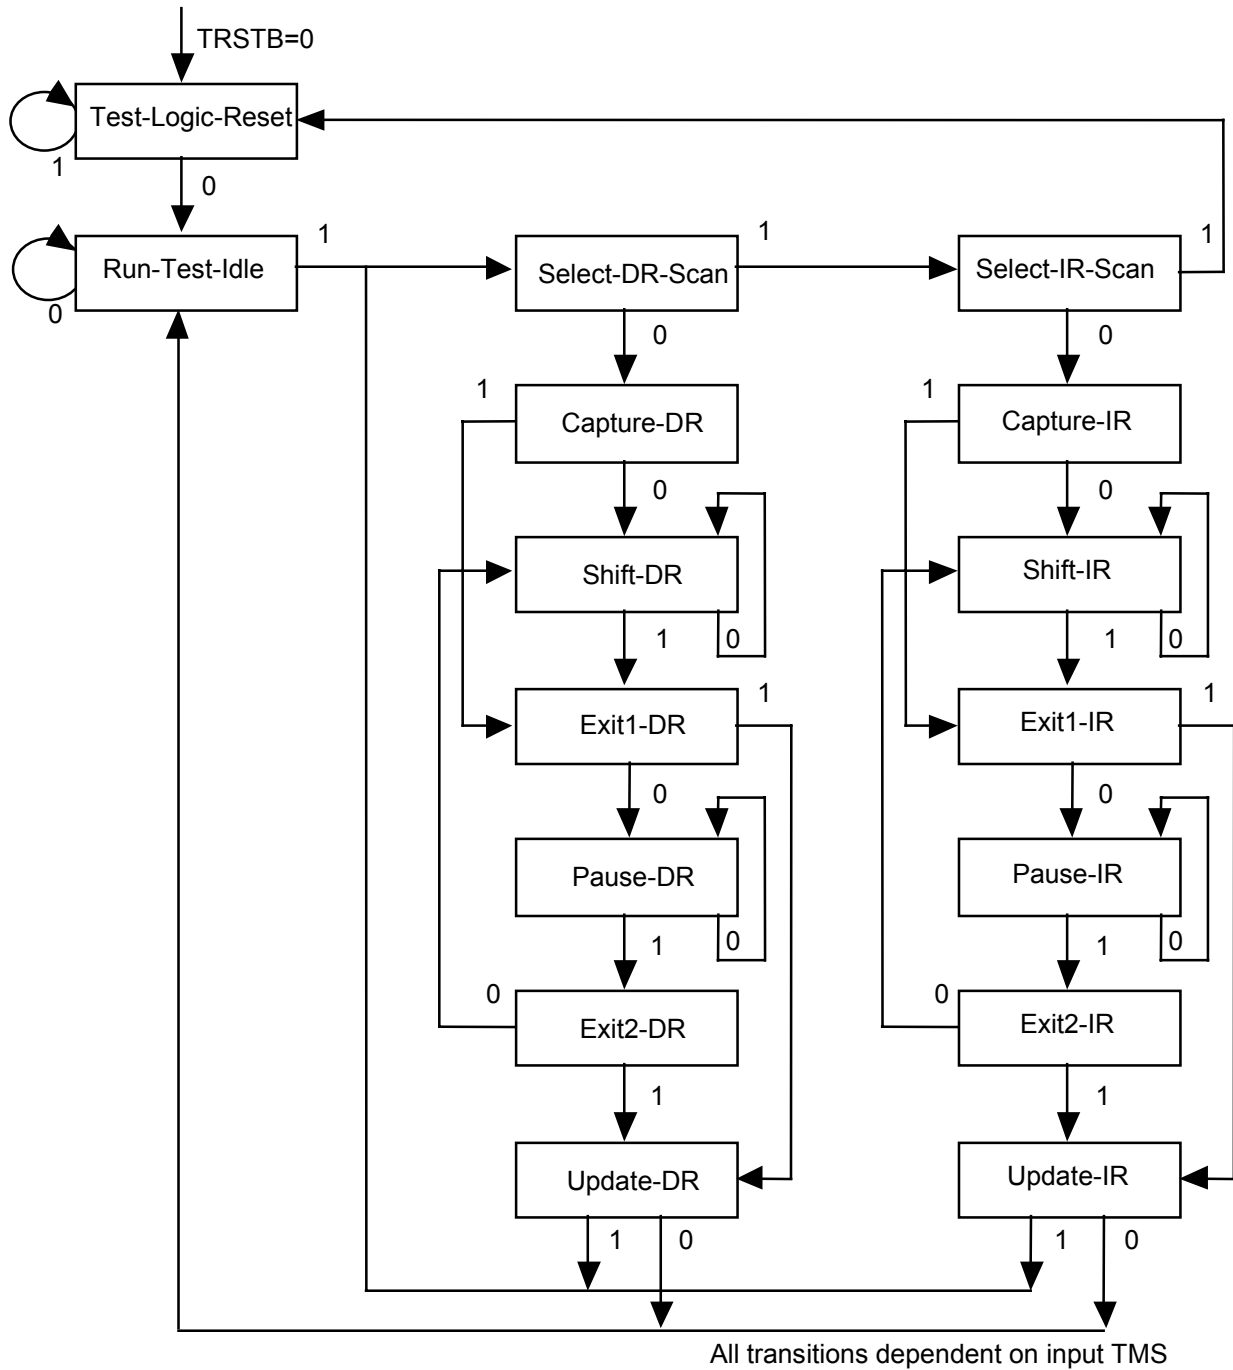 TRSTB=0
Test-Logic-Reset
1
0
Run-Test-Idle
1
0
Select-DR-Scan
1
Select-IR-Scan
1
0
0
1
Capture-DR
1
Capture-IR
0
0
Shift-DR
Shift-IR
1
0
1
0
Exit1-DR
1
Exit1-IR
1
0
0
Pause-DR
Pause-IR
1
0
1
0
0
Exit2-DR
0
Exit2-IR
1
1
Update-DR
Update-IR
1
0
1
0
All transitions dependent on input TMS